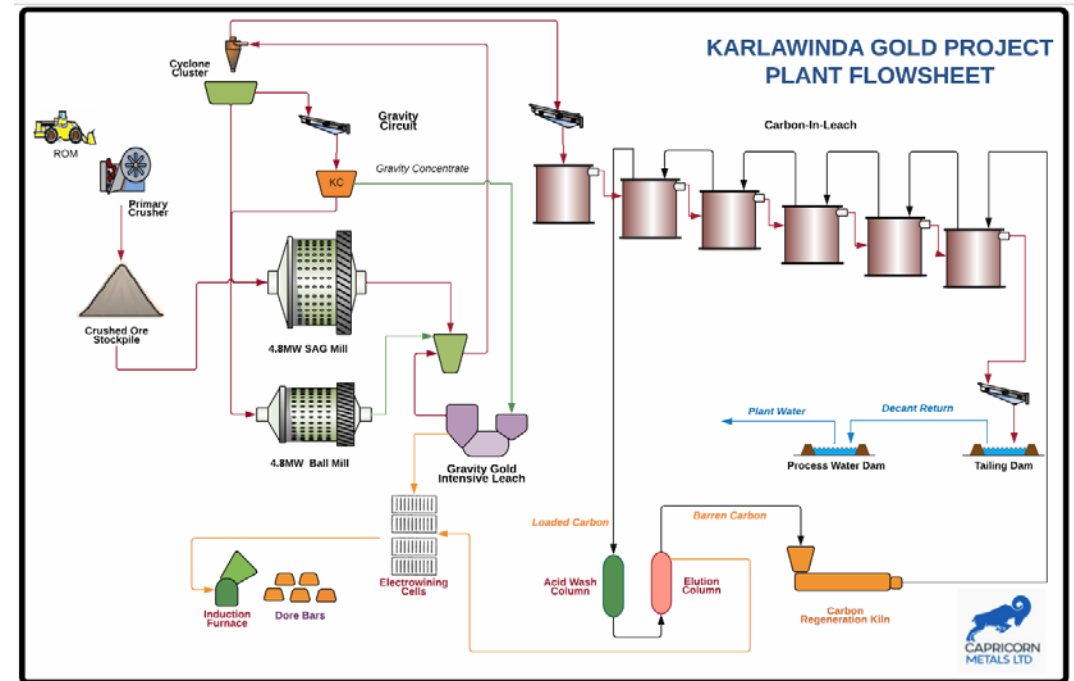 KARLAWINDA GOLD PROJECT
PLANT FLOWSHEET
Cyclone
Cluster
ROM
Primary
Crusher
Gravity
Circuit
KC
Gravity Concentrate
Carbon-In-Leach
Crushed Ore
Stockpile
4.8MW SAG Mill
4.8MW Ball Mill
Gravity Gold
Intensive Leach
Plant Water
Decant Return
Process Water Dam
Tailing Dam
Loaded Carbon
Barren Carbon
Electrowining
Cells
Acid Wash
Column
Elution
Column
Carbon
Regeneration Kiln
Induction
Furnace
Dore Bars
CAPRICORN
METALS LTD